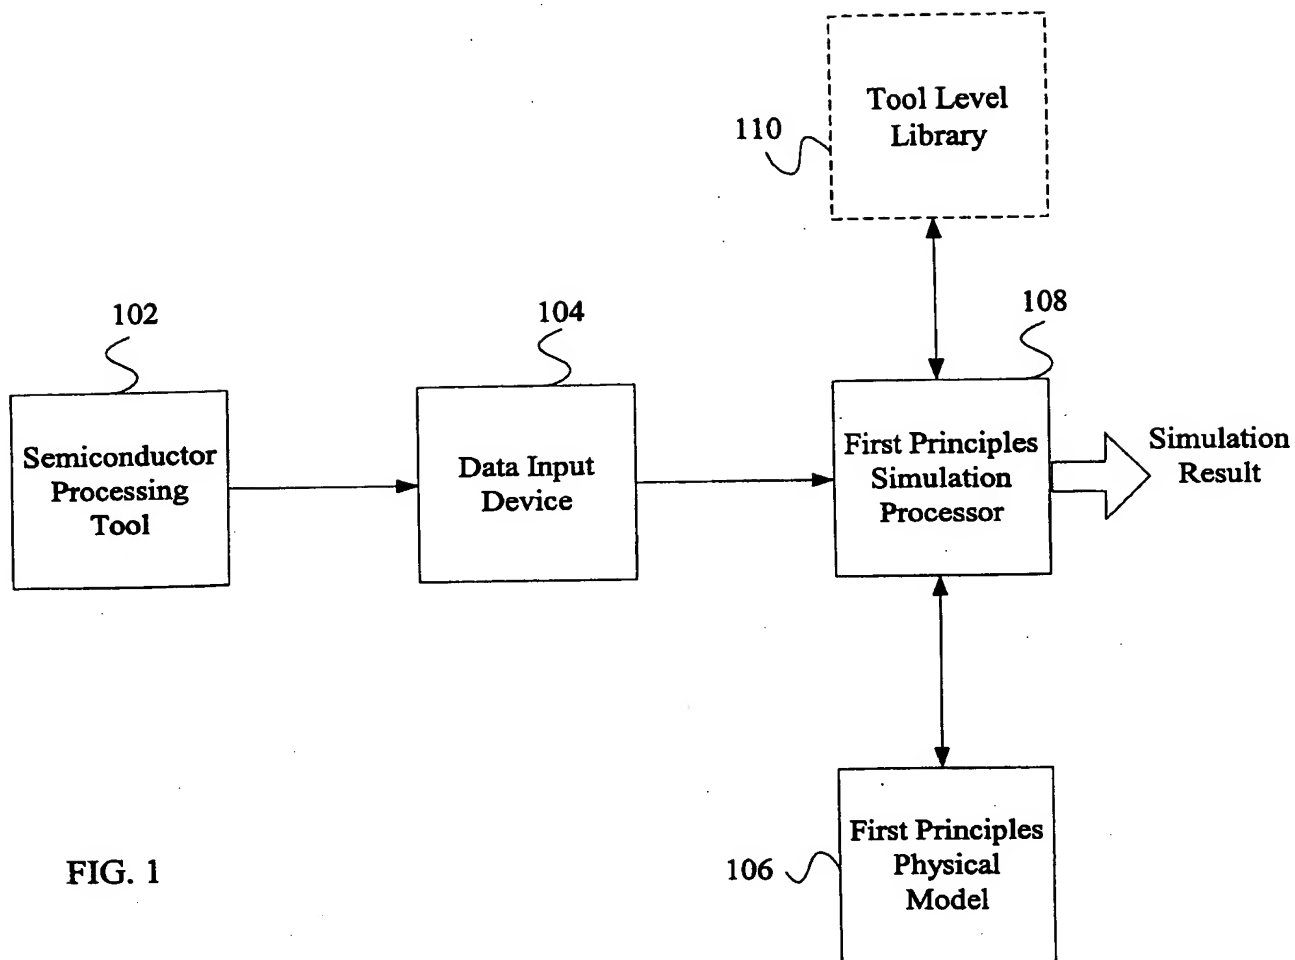 Tool Level
Library
110
102
104
108
Semiconductor
Processing
Tool
Data Input
Device
First Principles
Simulation
Processor
Simulation
Result
First Principles
Physical
Model
106
FIG. 1